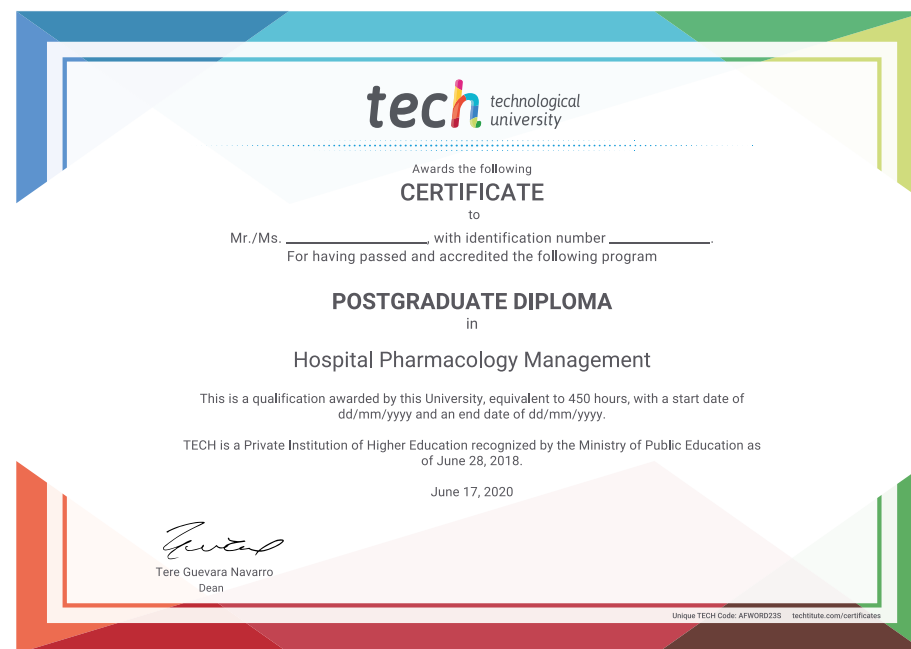 tech technological
university
Awards the following
CERTIFICATE
to
Mr./Ms. ____________, with identification number ____________.
For having passed and accredited the following program
POSTGRADUATE DIPLOMA
in
Hospital Pharmacology Management
This is a qualification awarded by this University, equivalent to 450 hours, with a start date of
dd/mm/yyyy and an end date of dd/mm/yyyy.
TECH is a Private Institution of Higher Education recognized by the Ministry of Public Education as
of June 28, 2018.
June 17, 2020
Tere Guevara Navarro
Dean
Unique TECH Code: AFWORD23S techtitute.com/certificates